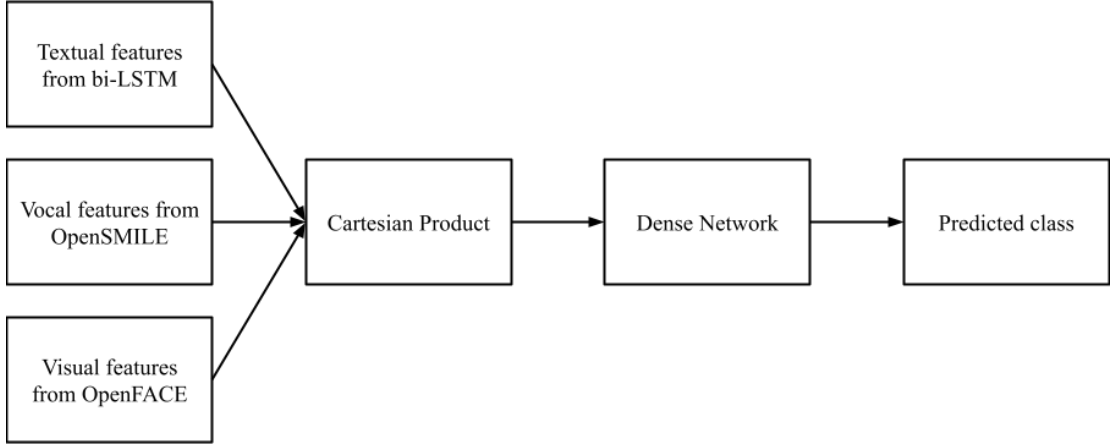 Textual features
from bi-LSTM
Vocal features from
OpenSMILE
Visual features
from OpenFACE
Cartesian Product
Dense Network
Predicted class